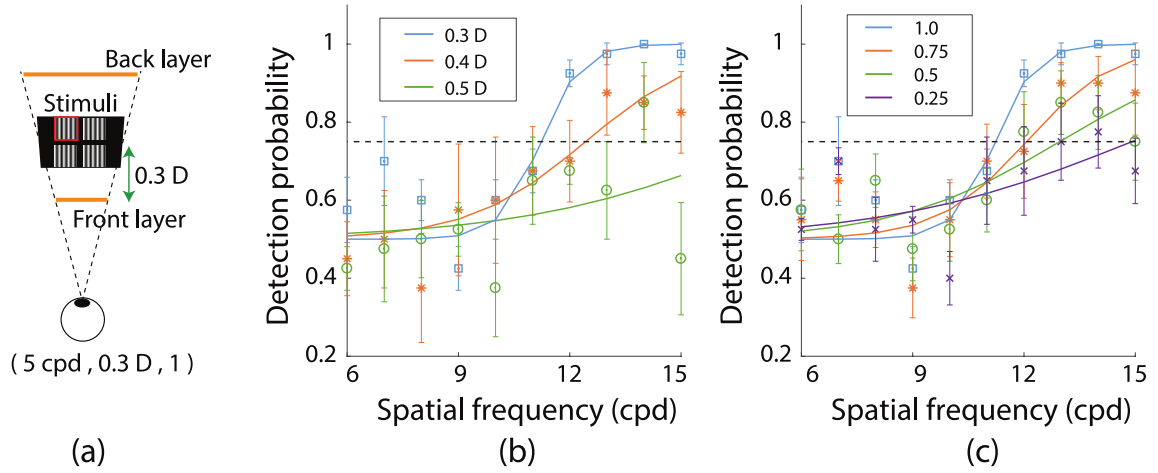 Back layer
Stimuli
0.3 D
Front layer
( 5 cpd , 0.3 D , 1 )
(a)
Detection probability
1
0.8
0.6
0.4
0.2
0.3 D
0.4 D
0.5 D
6 9 12 15
Spatial frequency (cpd)
(b)
Detection probability
1
0.8
0.6
0.4
0.2
1.0
0.75
0.5
0.25
6 9 12 15
Spatial frequency (cpd)
(c)